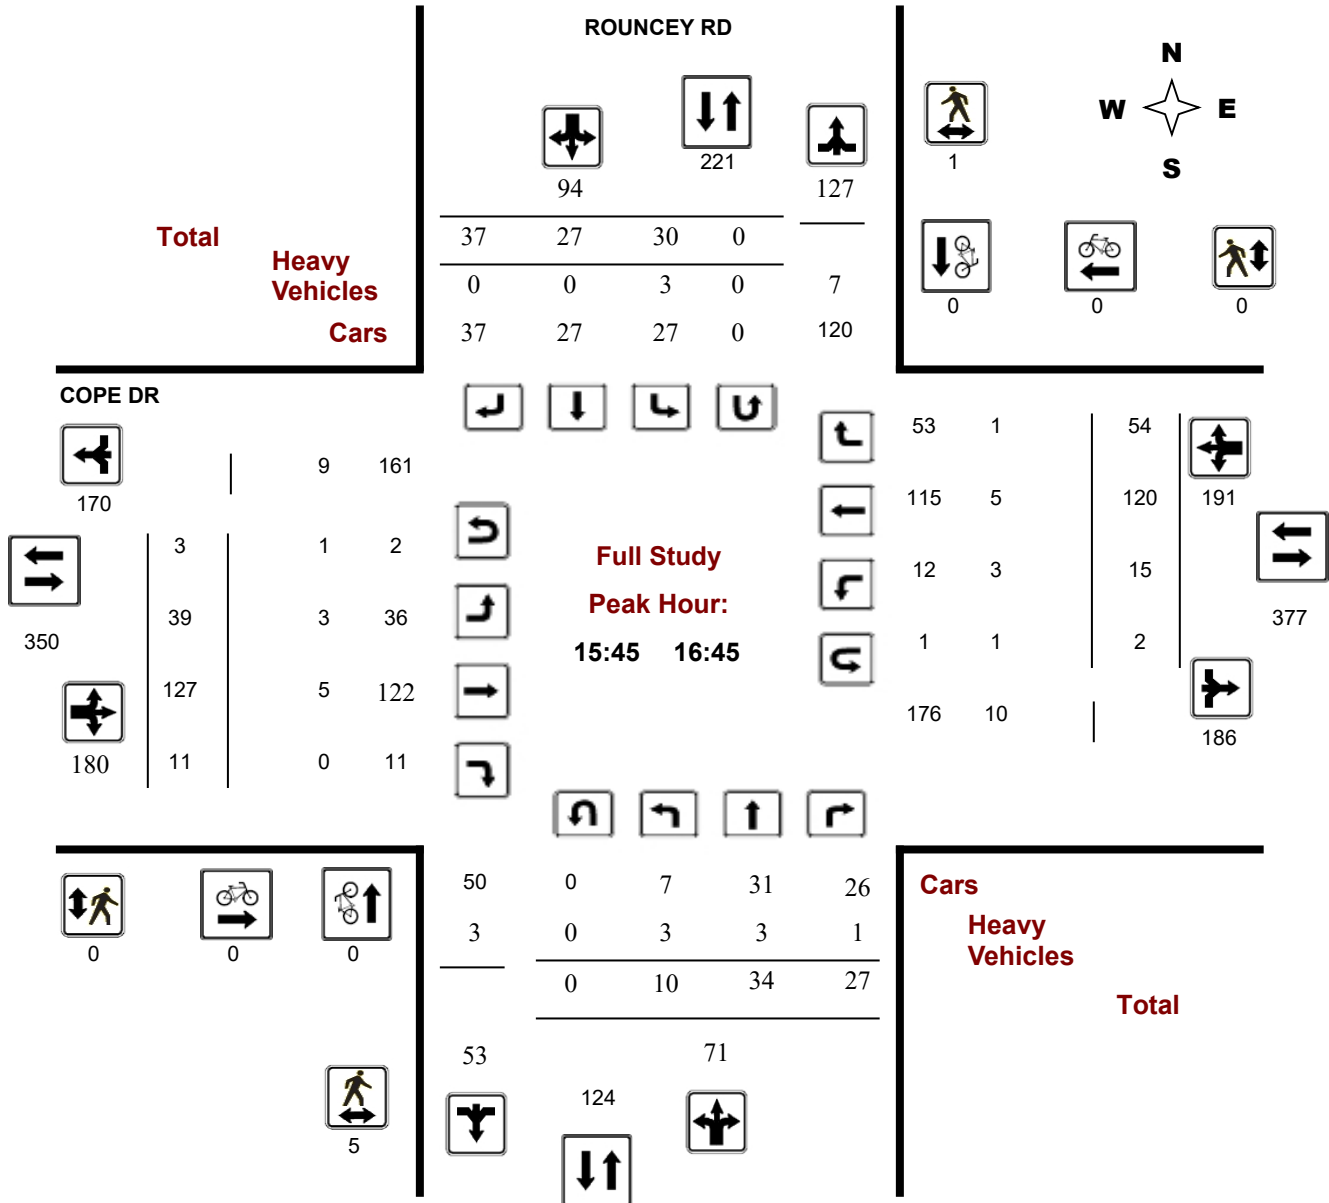 ROUNCEY RD
N
W E
S
221
1
94 127
Total 37 27 30 0
Heavy
Vehicles 0 0 3 0 7
Cars 37 27 27 0 120
0 0 0
COPE DR
53 1 54
9 161
170
115 5 120 191
3 1 2
Full Study
12 3 15
Peak Hour:
39 3 36
377
350
15:45 16:45
1 1 2
127 5 122
176 10
186
180 11 0 11
50 0 7 31 26
Cars
3 0 3 3 1
Heavy
Vehicles
0 0 0
0 10 34 27
Total
53 71
124
5